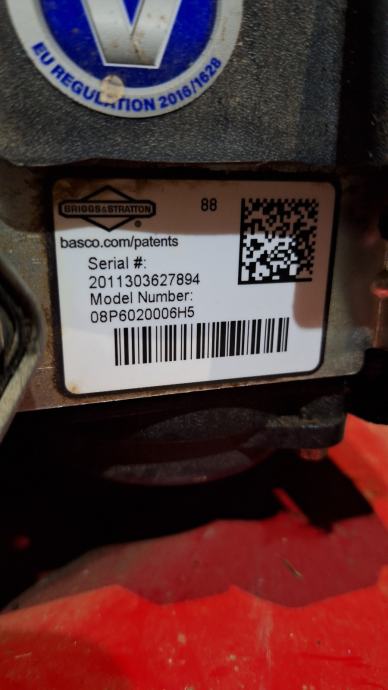 V
EU REGULATION 2016/1628
BRIGGS&STRATTON
88
basco.com/patents
Serial #:
2011303627894
Model Number:
08P6020006H5